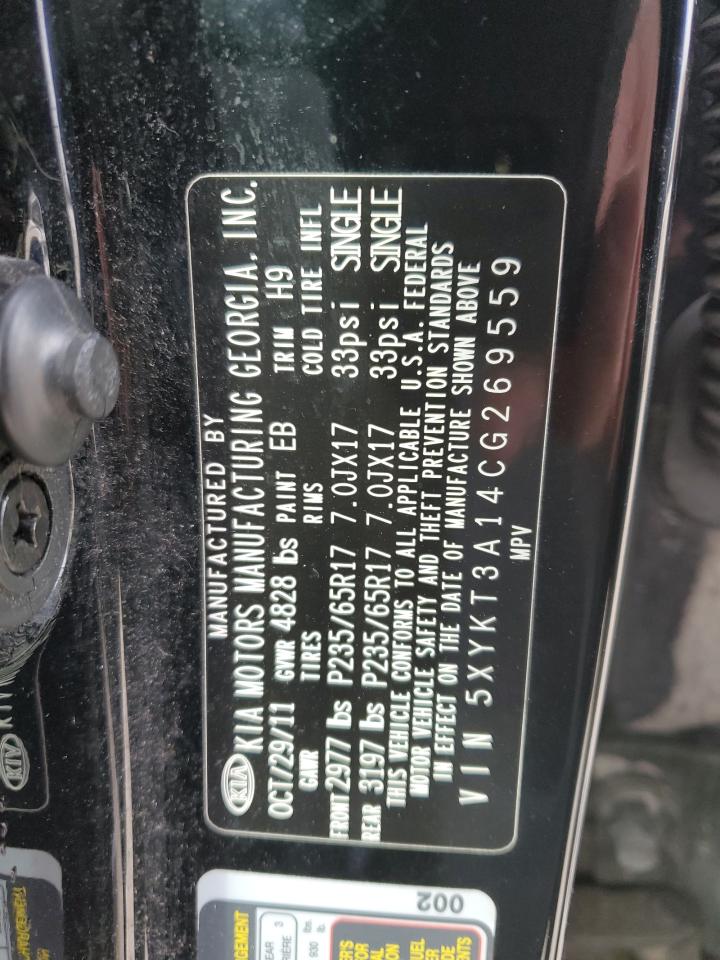 MANUFACTURED BY
KIA KIA MOTORS MANUFACTURING GEORGIA, INC.
OCT/29/11 GVWR 4828 lbs PAINT EB TRIM H9
GAWR TIRES RIMS COLD TIRE INFL
FRONT 2977 lbs P235/65R17 7.0JX17 33psi SINGLE
REAR 3197 lbs P235/65R17 7.0JX17 33psi SINGLE
THIS VEHICLE CONFORMS TO ALL APPLICABLE U.S.A. FEDERAL
MOTOR VEHICLE SAFETY AND THEFT PREVENTION STANDARDS
IN EFFECT ON THE DATE OF MANUFACTURE SHOWN ABOVE
VIN 5XYKT3A14CG269559
MPV
KIA
002